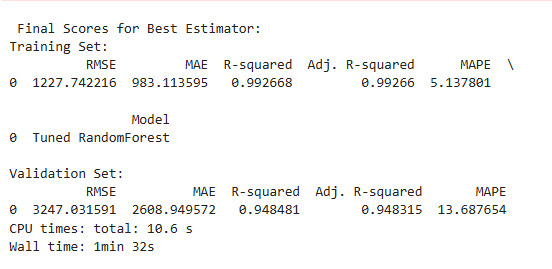 Final Scores for Best Estimator:
Training Set:
RMSE MAE R-squared Adj. R-squared MAPE \
0 1227.742216 983.113595 0.992668 0.99266 5.137801
Model
0 Tuned RandomForest
Validation Set:
RMSE MAE R-squared Adj. R-squared MAPE
0 3247.031591 2608.949572 0.948481 0.948315 13.687654
CPU times: total: 10.6 s
Wall time: 1min 32s